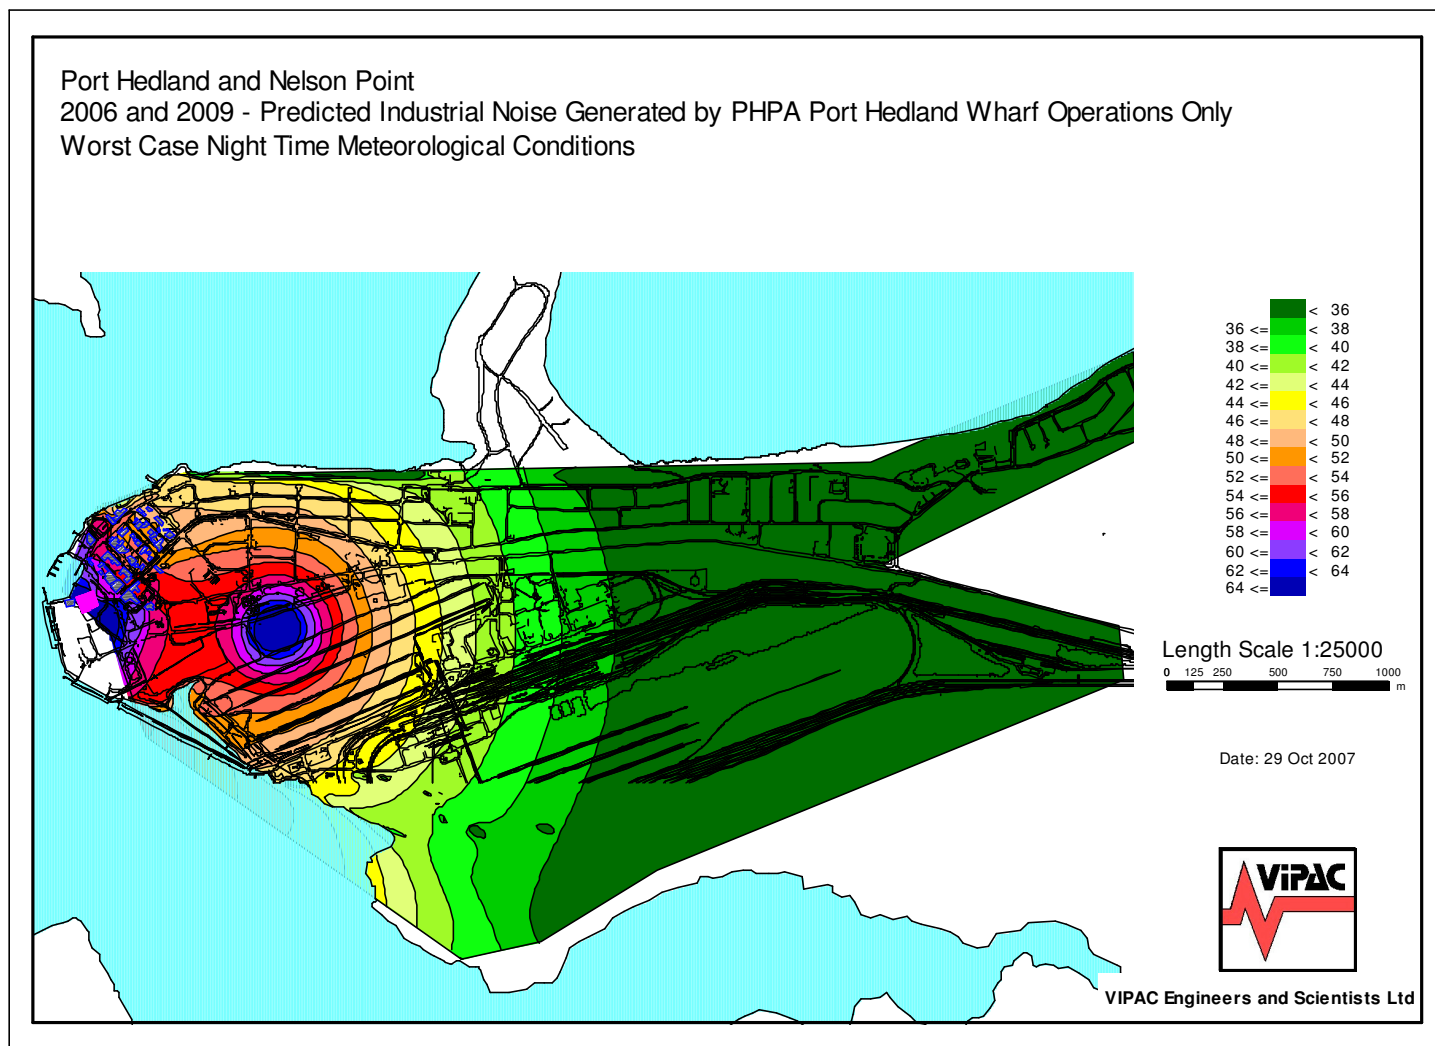 Port Hedland and Nelson Point
2006 and 2009 - Predicted Industrial Noise Generated by PHPA Port Hedland Wharf Operations Only
Worst Case Night Time Meteorological Conditions
< 36
36 <= < 38
38 <= < 40
40 <= < 42
42 <= < 44
44 <= < 46
46 <= < 48
48 <= < 50
50 <= < 52
52 <= < 54
54 <= < 56
56 <= < 58
58 <= < 60
60 <= < 62
62 <= < 64
64 <=
Length Scale 1:25000
0 125 250 500 750 1000
m
Date: 29 Oct 2007
ViPAC
VIPAC Engineers and Scientists Ltd